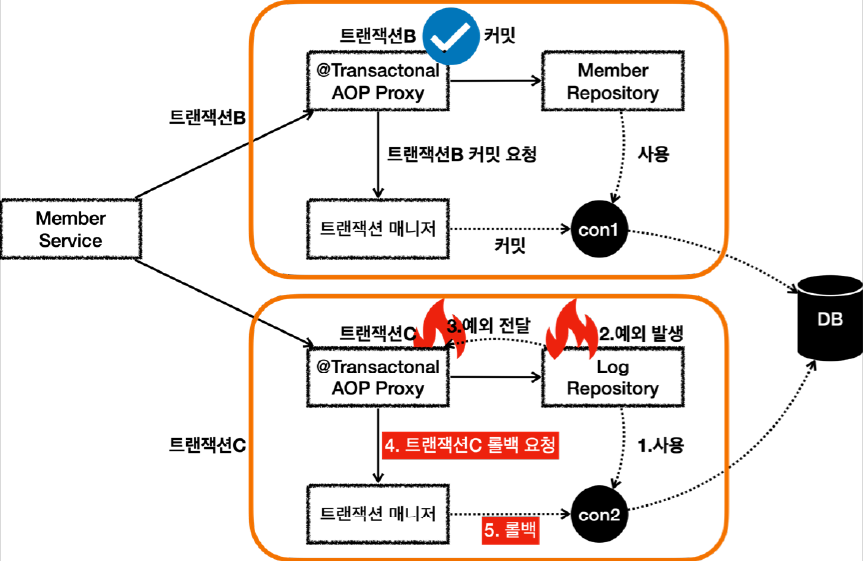 트랜잭션B
커밋
@Transactonal
AOP Proxy
Member
Repository
트랜잭션B
트랜잭션B 커밋 요청
사용
Member
Service
트랜잭션 매니저
커밋
con1
DB
트랜잭션C
3.예외 전달
2.예외 발생
@Transactonal
AOP Proxy
Log
Repository
트랜잭션C
4. 트랜잭션C 롤백 요청
1.사용
트랜잭션 매니저
5. 롤백
con2